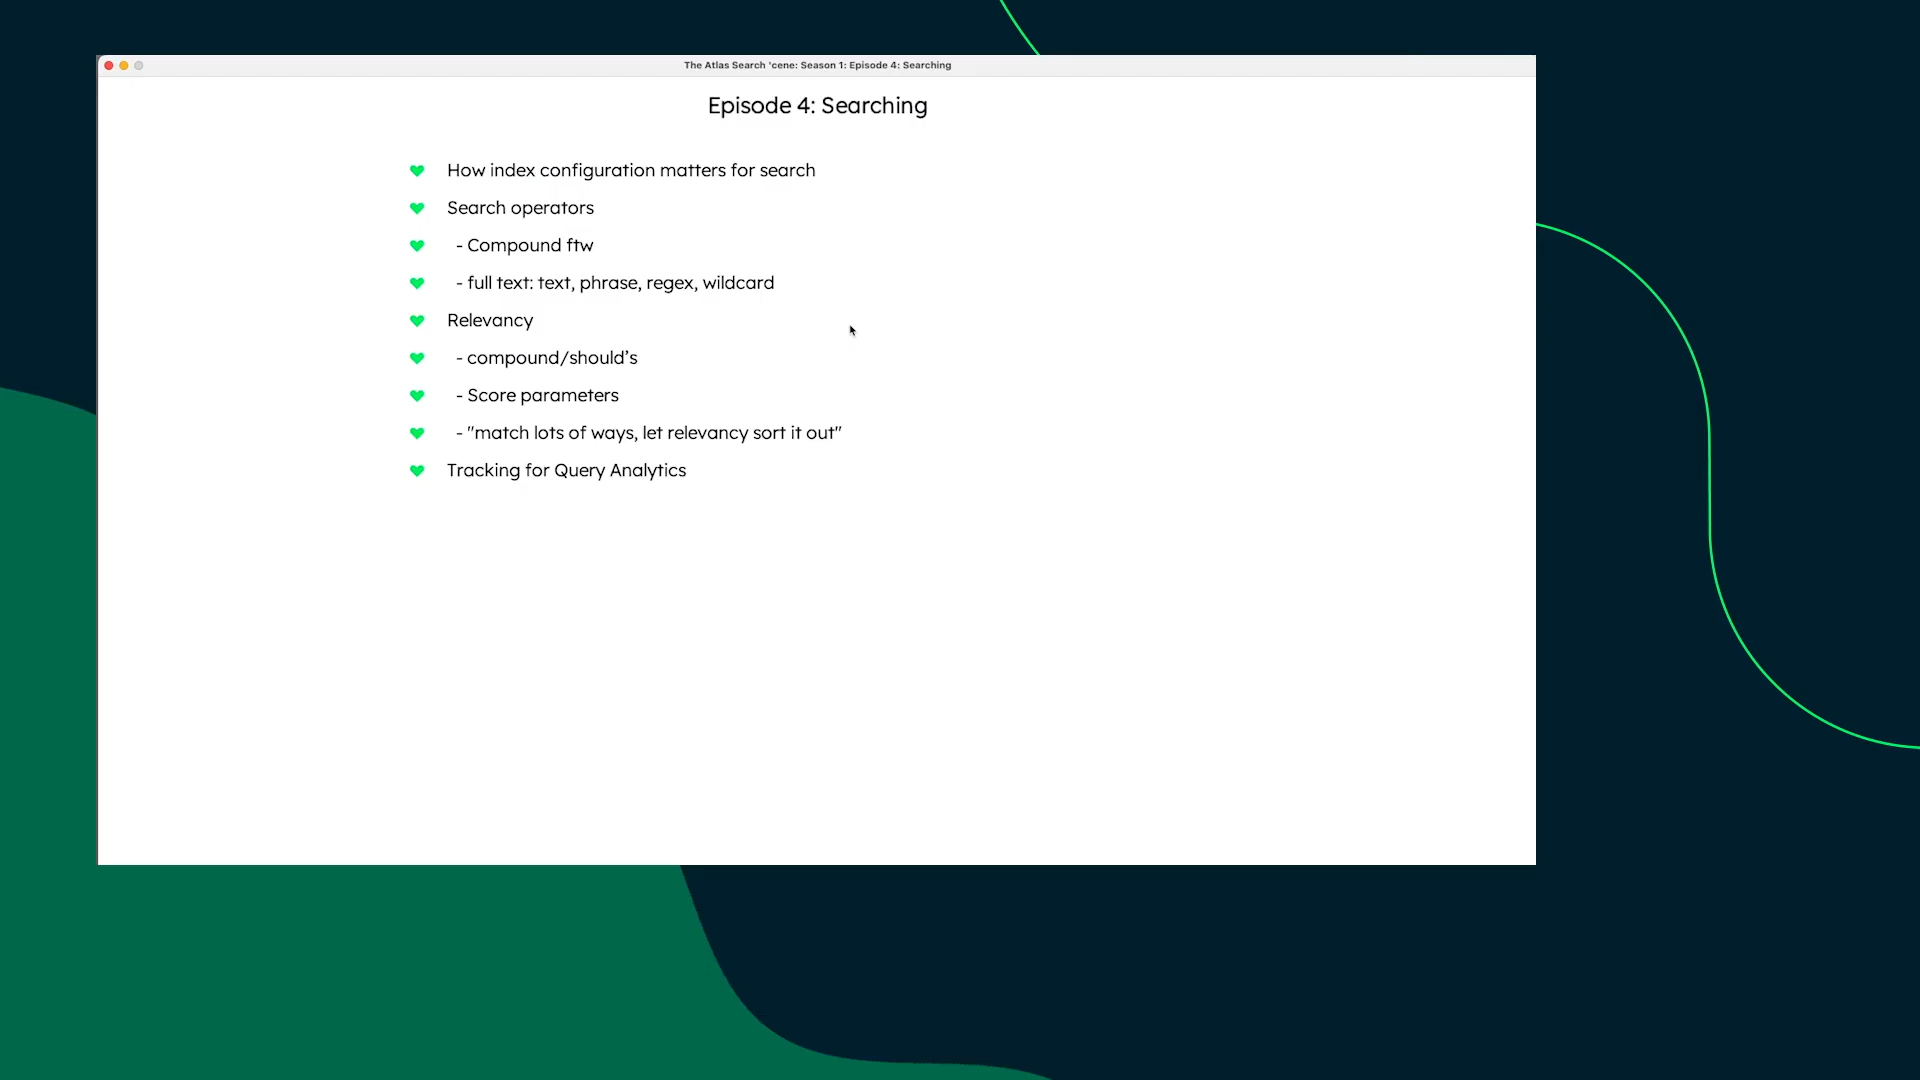 The Atlas Search 'cene: Season 1: Episode 4: Searching
Episode 4: Searching
How index configuration matters for search
Search operators
- Compound ftw
- full text: text, phrase, regex, wildcard
Relevancy
- compound/should’s
- Score parameters
- "match lots of ways, let relevancy sort it out"
Tracking for Query Analytics